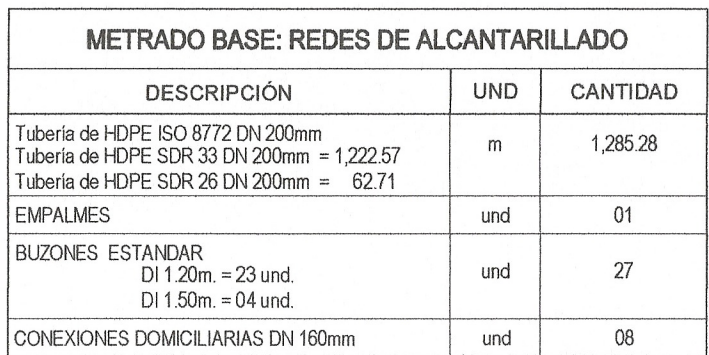 METRADO BASE: REDES DE ALCANTARILLADO
DESCRIPCIÓN UND CANTIDAD
Tubería de HDPE ISO 8772 DN 200mm
Tubería de HDPE SDR 33 DN 200mm = 1,222.57 m 1,285.28
Tubería de HDPE SDR 26 DN 200mm = 62.71
EMPALMES und 01
BUZONES ESTANDAR
DI 1.20m. = 23 und. und 27
DI 1.50m. = 04 und.
CONEXIONES DOMICILIARIAS DN 160mm und 08